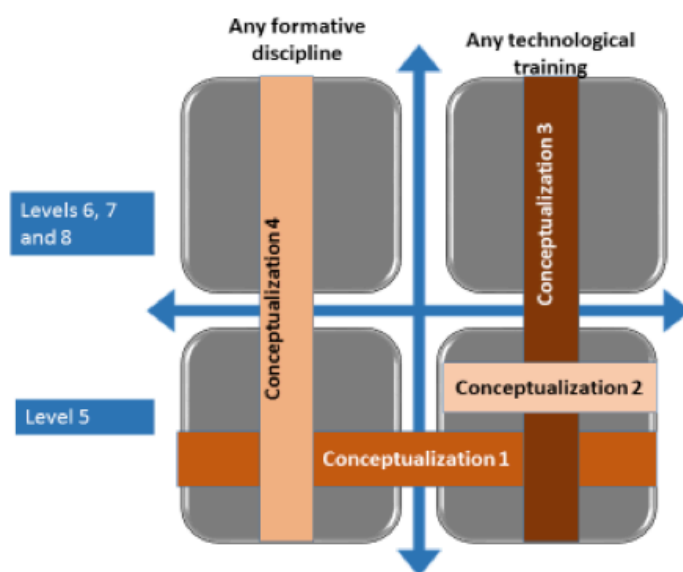 Any formative
discipline
Any technological
training
Levels 6, 7
and 8
Conceptualization 4
Conceptualization 3
Level 5
Conceptualization 2
Conceptualization 1